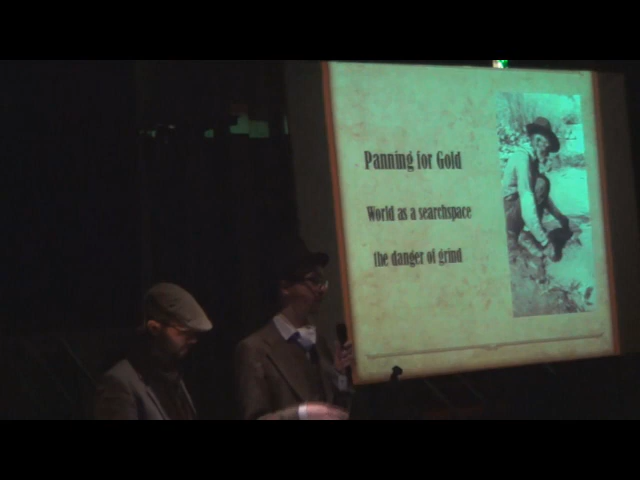 Panning for Gold
World as a searchspace
the danger of grind